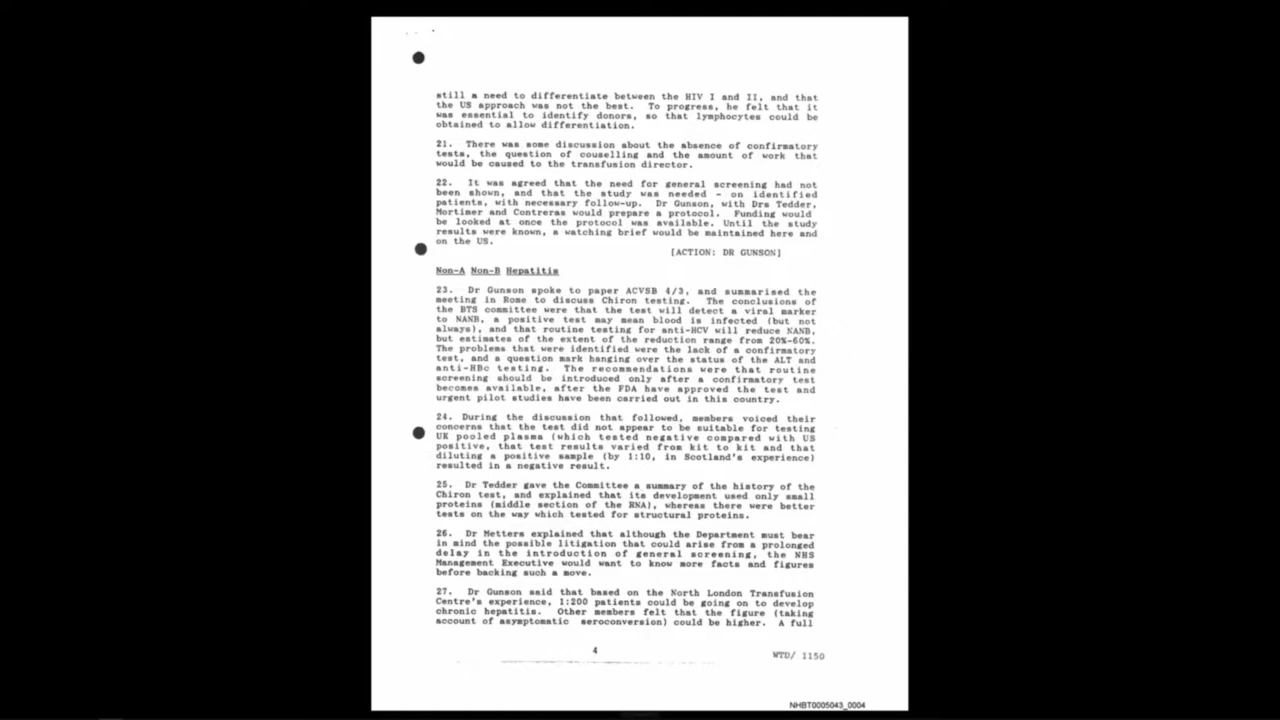 still a need to differentiate between the HIV I and II, and that
the US approach was not the best. To progress, he felt that it
was essential to identify donors, so that lymphocytes could be
obtained to allow differentiation.
21. There was some discussion about the absence of confirmatory
tests, the question of couselling and the amount of work that
would be caused to the transfusion director.
22. It was agreed that the need for general screening had not
been shown, and that the study was needed - on identified
patients, with necessary follow-up. Dr Gunson, with Drs Tedder,
Mortimer and Contreras would prepare a protocol. Funding would
be looked at once the protocol was available. Until the study
results were known, a watching brief would be maintained here and
on the US.
[ACTION: DR GUNSON]
Non-A Non-B Hepatitis
23. Dr Gunson spoke to paper ACVSB 4/3, and summarised the
meeting in Rome to discuss Chiron testing. The conclusions of
the BTS committee were that the test will detect a viral marker
to NANB, a positive test may mean blood is infected (but not
always), and that routine testing for anti-HCV will reduce NANB,
but estimates of the extent of the reduction range from 20%-60%.
The problems that were identified were the lack of a confirmatory
test, and a question mark hanging over the status of the ALT and
anti-HBc testing. The recommendations were that routine
screening should be introduced only after a confirmatory test
becomes available, after the FDA have approved the test and
urgent pilot studies have been carried out in this country.
24. During the discussion that followed, members voiced their
concerns that the test did not appear to be suitable for testing
UK pooled plasma (which tested negative compared with US
positive, that test results varied from kit to kit and that
diluting a positive sample (by 1:10, in Scotland's experience)
resulted in a negative result.
25. Dr Tedder gave the Committee a summary of the history of the
Chiron test, and explained that its development used only small
proteins (middle section of the RNA), whereas there were better
tests on the way which tested for structural proteins.
26. Dr Metters explained that although the Department must bear
in mind the possible litigation that could arise from a prolonged
delay in the introduction of general screening, the NHS
Management Executive would want to know more facts and figures
before backing such a move.
27. Dr Gunson said that based on the North London Transfusion
Centre's experience, 1:200 patients could be going on to develop
chronic hepatitis. Other members felt that the figure (taking
account of asymptomatic seroconversion) could be higher. A full
4
WTD/ 1150
NHBT0005043_0004